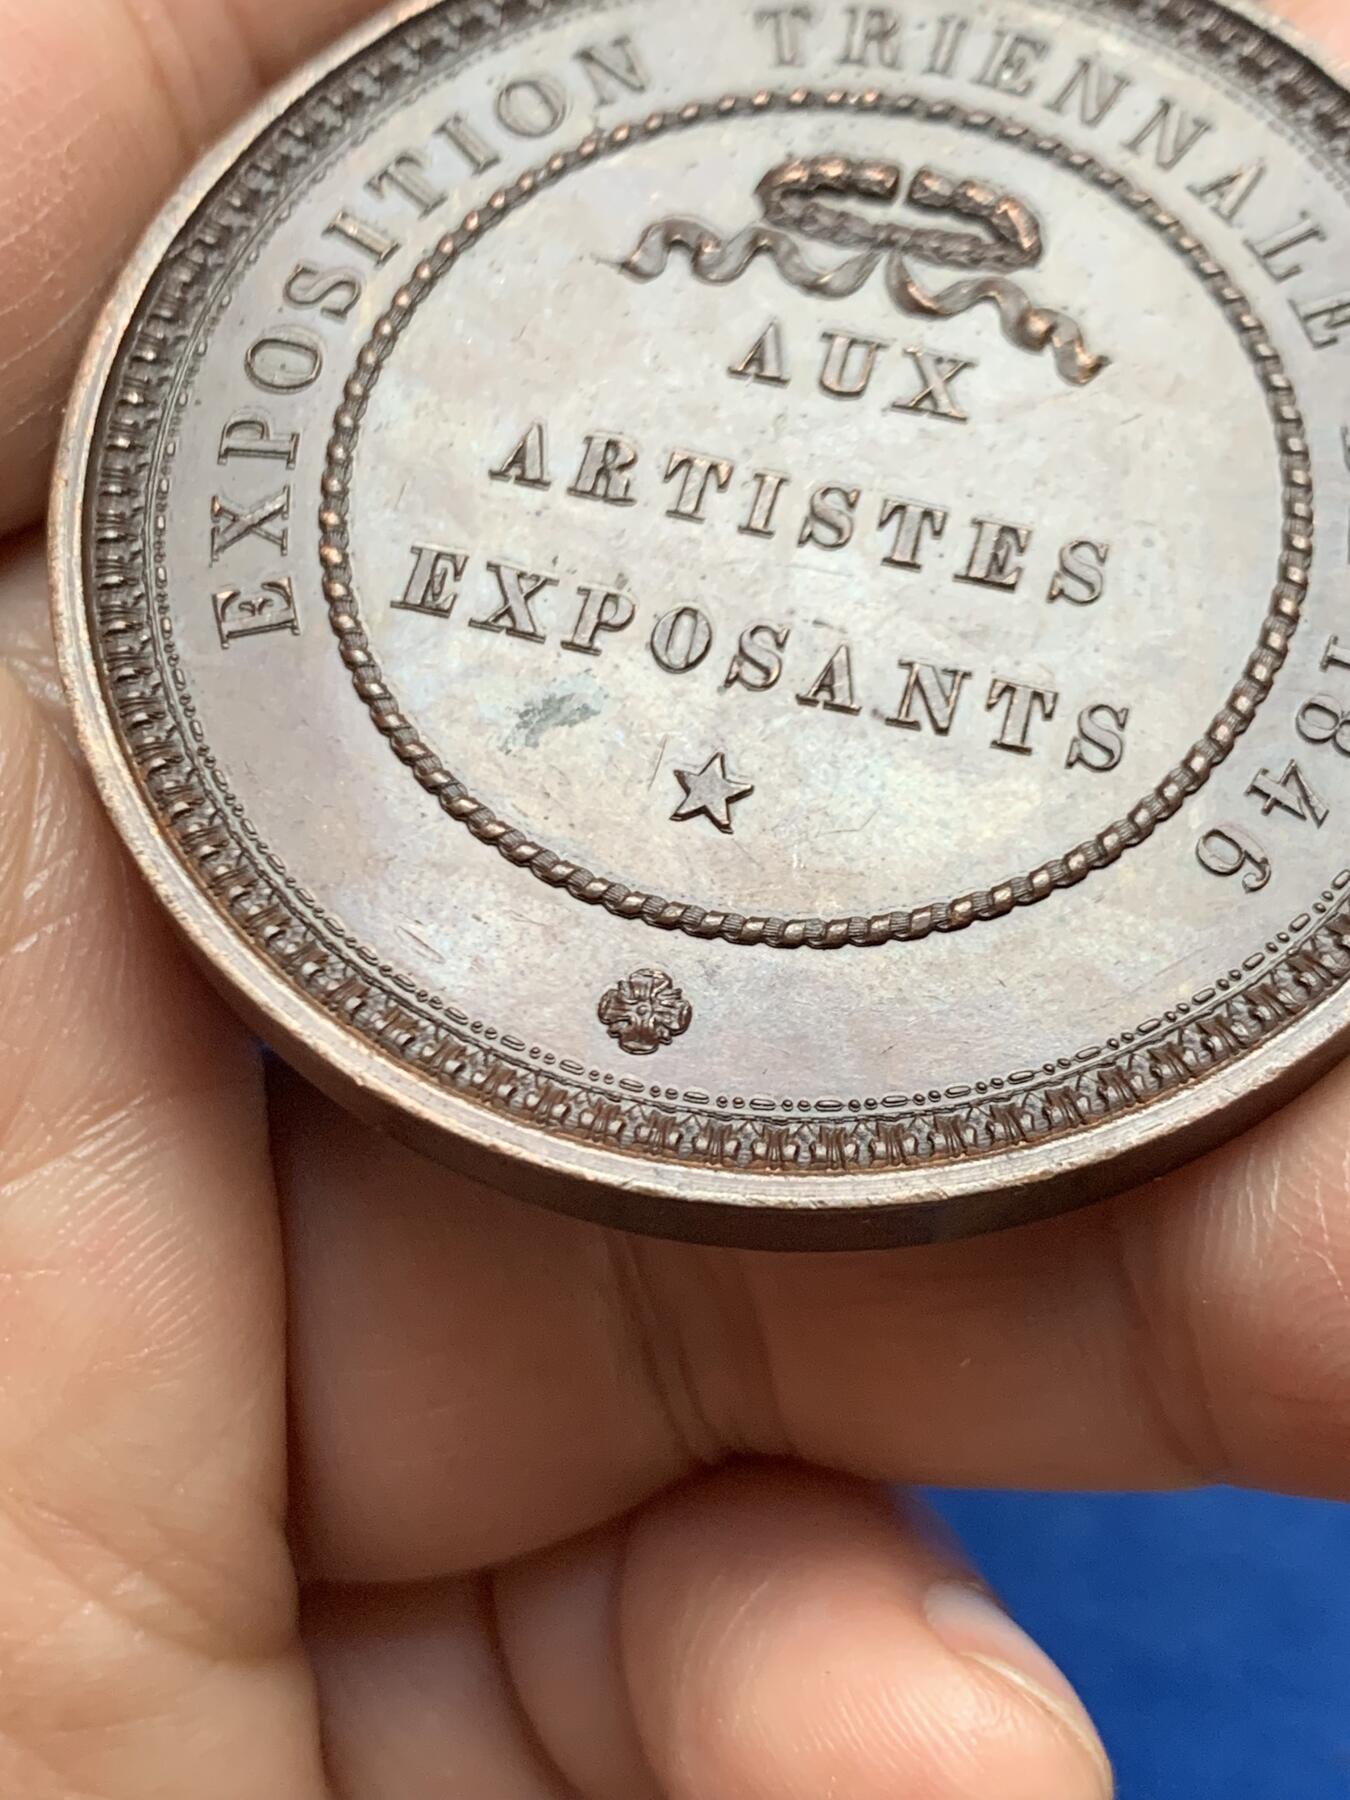 EXPOSITION TRIENNALE 1846
AUX
ARTISTES
EXPOSANTS